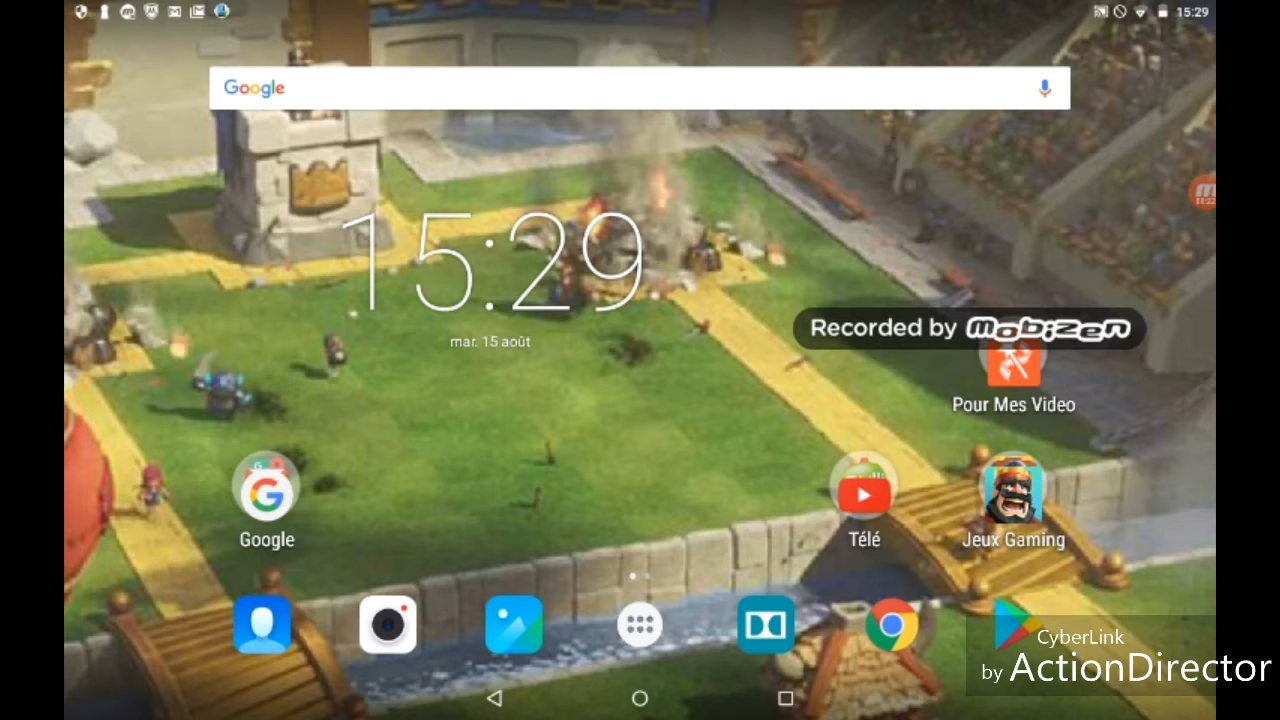 15:29
Google
15:29
mar. 15 août
Recorded by mobizen
Pour Mes Video
Google
Télé
Jeux Gaming
CyberLink
by ActionDirector